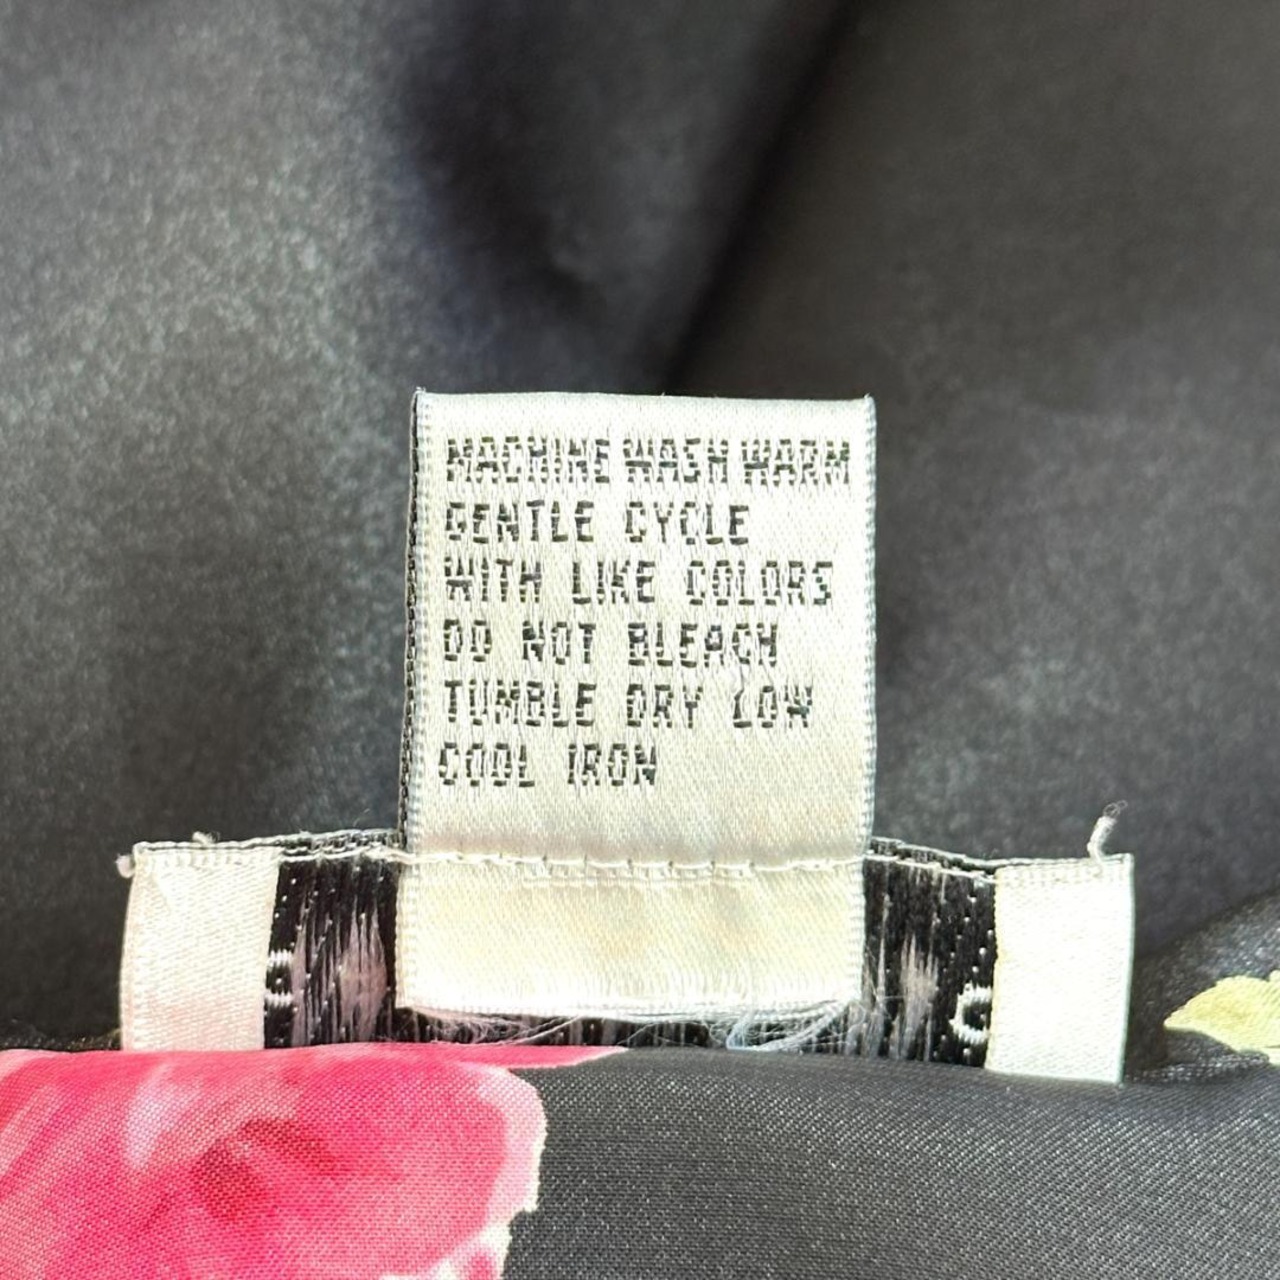 MACHINE WASH WARM
GENTLE CYCLE
WITH LIKE COLORS
DO NOT BLEACH
TUMBLE DRY LOW
COOL IRON